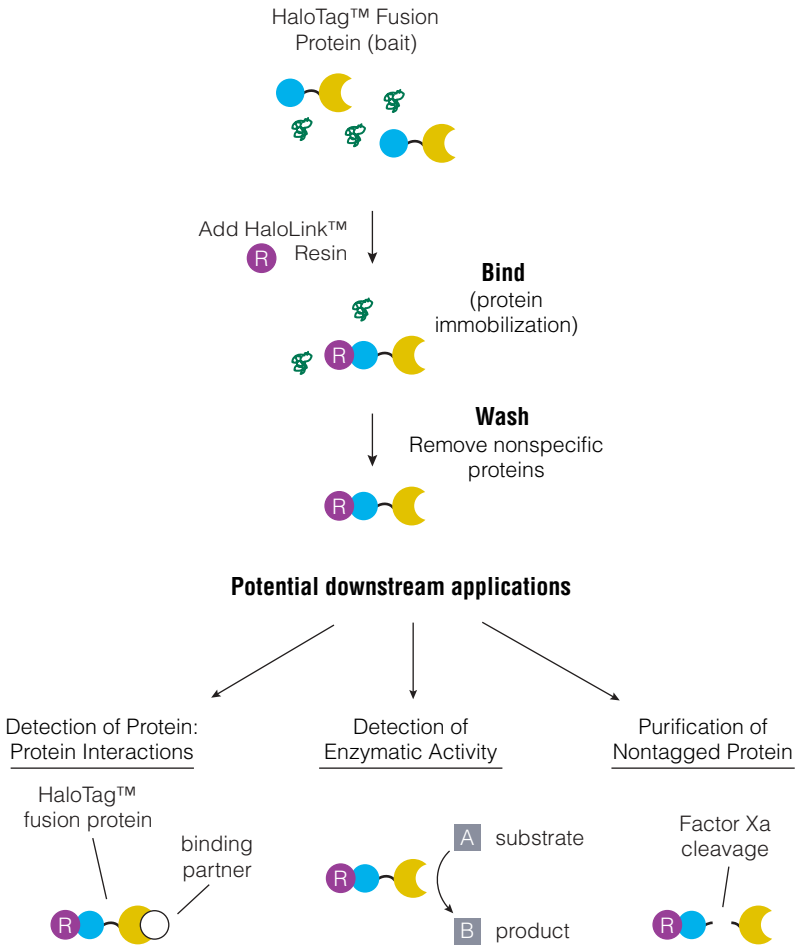 HaloTag™ Fusion
Protein (bait)
Add HaloLink™
Resin
R
Bind
(protein
immobilization)
R
Wash
Remove nonspecific
proteins
R
Potential downstream applications
Detection of Protein:
Protein Interactions
HaloTag™
fusion protein
binding
partner
R
Detection of
Enzymatic Activity
A substrate
R
B product
Purification of
Nontagged Protein
Factor Xa
cleavage
R